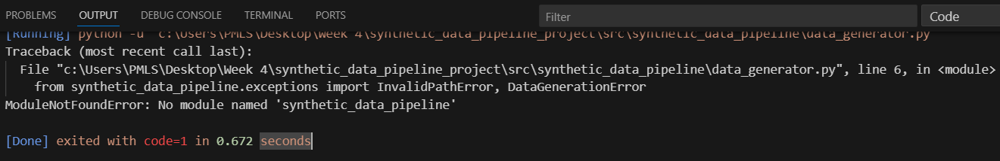 PROBLEMS OUTPUT DEBUG CONSOLE TERMINAL PORTS Filter Code
[Running] python -u "c:\Users\PMLS\Desktop\Week 4\synthetic_data_pipeline_project\src\synthetic_data_pipeline\data_generator.py
Traceback (most recent call last):
File "c:\Users\PMLS\Desktop\Week 4\synthetic_data_pipeline_project\src\synthetic_data_pipeline\data_generator.py", line 6, in <module>
from synthetic_data_pipeline.exceptions import InvalidPathError, DataGenerationError
ModuleNotFoundError: No module named 'synthetic_data_pipeline'
[Done] exited with code=1 in 0.672 seconds